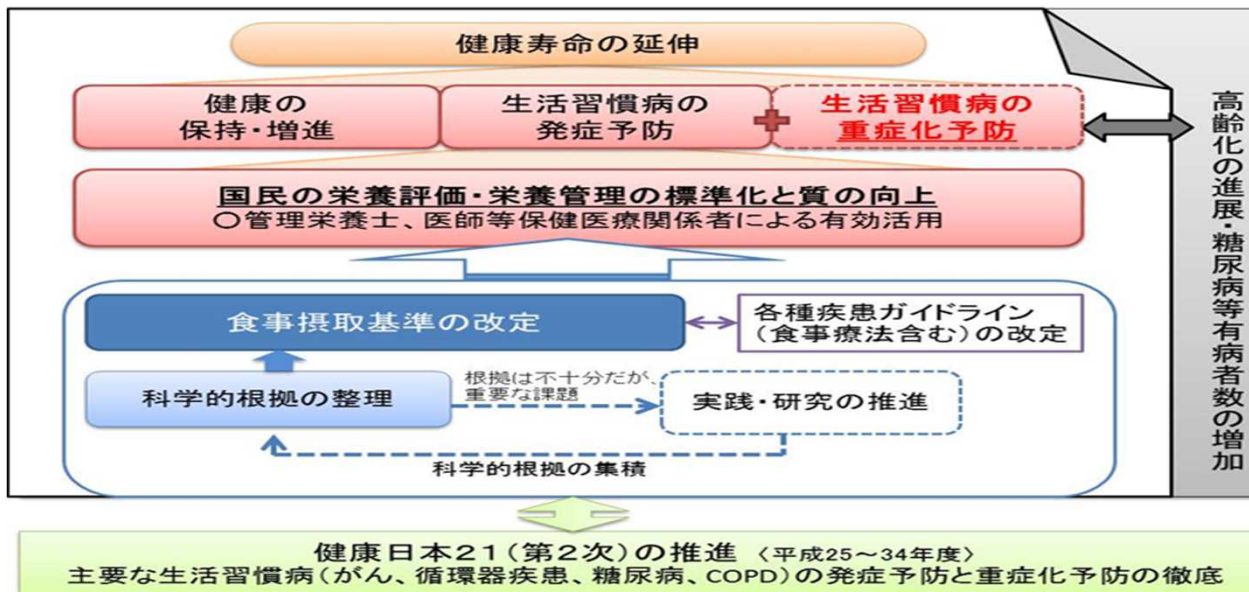 健康寿命の延伸
健康の
保持・増進
生活習慣病の
発症予防
生活習慣病の
重症化予防
国民の栄養評価・栄養管理の標準化と質の向上
○管理栄養士、医師等保健医療関係者による有効活用
食事摂取基準の改定
各種疾患ガイドライン
(食事療法含む)の改定
科学的根拠の整理
根拠は不十分だが、
重要な課題
実践・研究の推進
科学的根拠の集積
高齢化の進展・糖尿病等有病者数の増加
健康日本21(第2次)の推進 〈平成25～34年度〉
主要な生活習慣病(がん、循環器疾患、糖尿病、COPD)の発症予防と重症化予防の徹底